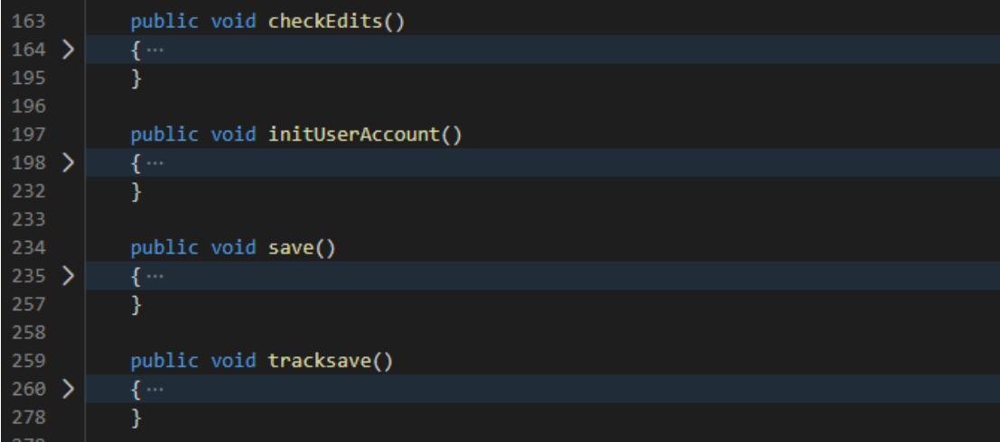 163 public void checkEdits()
164 > { ...
195 }
196
197 public void initUserAccount()
198 > { ...
232 }
233
234 public void save()
235 > { ...
257 }
258
259 public void tracksave()
260 > { ...
278 }